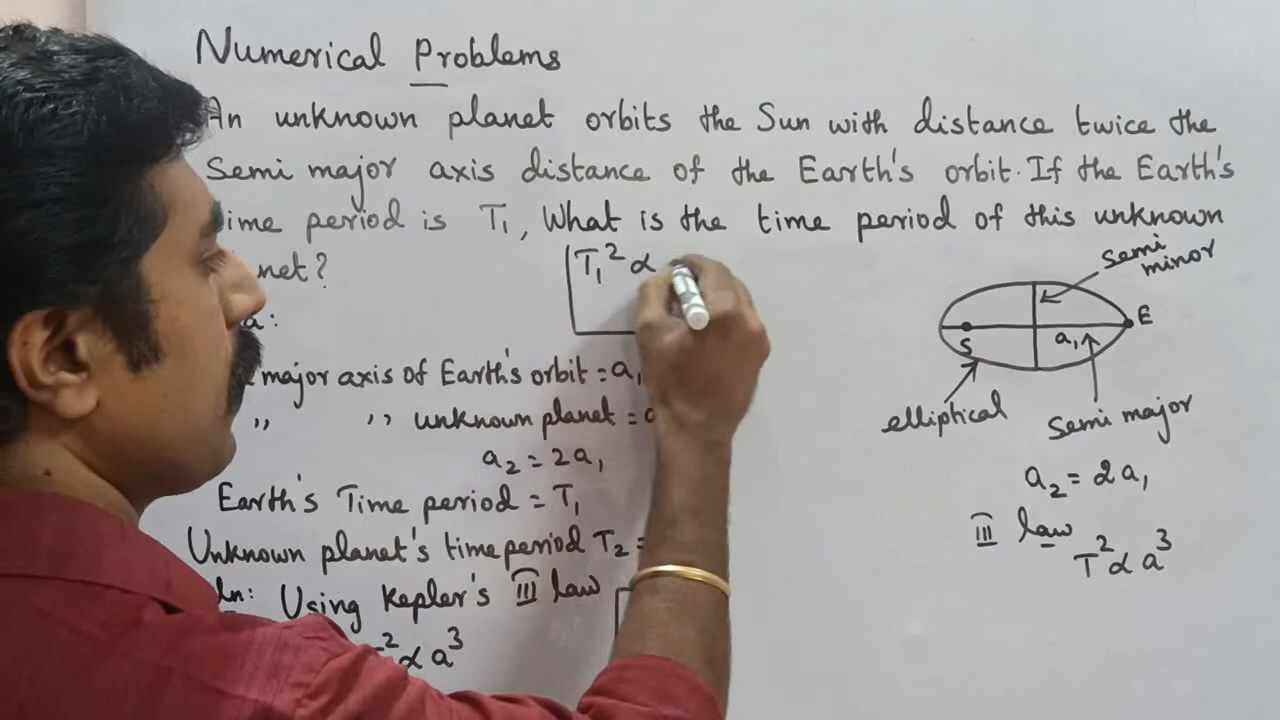 Numerical Problems
An unknown planet orbits the Sun with distance twice the
Semi major axis distance of the Earth's orbit. If the Earth's
time period is T₁, What is the time period of this unknown
net?
T₁² ∝
a:
major axis of Earth's orbit = a₁
,, ,, unknown planet = a
a₂ = 2a₁
Earth's Time period = T₁
Unknown planet's time period T₂ =
ln: Using Kepler's III law
T² ∝ a³
Semi
minor
E
S
a₁
elliptical
Semi major
a₂ = 2a₁
III law
T² ∝ a³